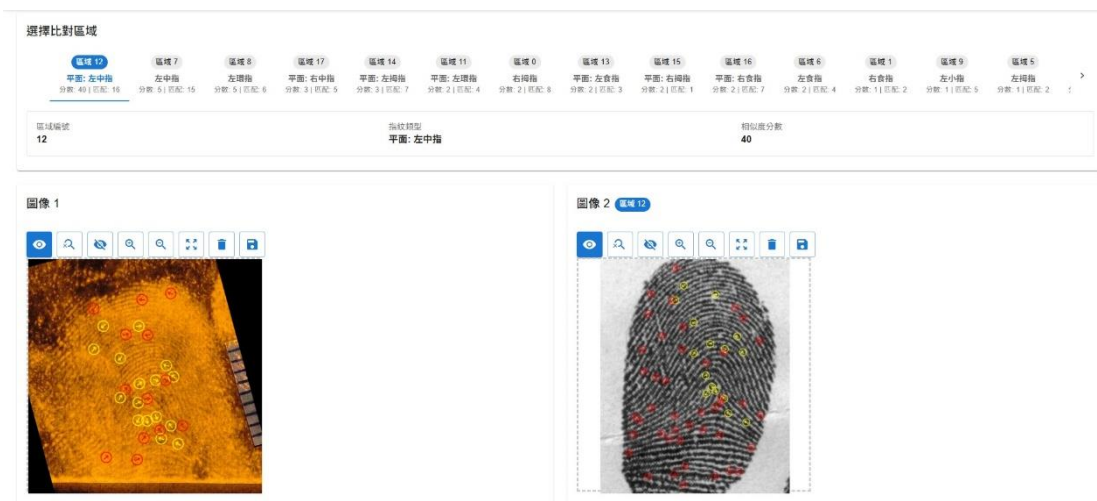 選擇比對區域
區域 12
平面: 左中指
分數: 40 | 匹配: 16
區域 7
左中指
分數: 5 | 匹配: 15
區域 8
左環指
分數: 5 | 匹配: 6
區域 17
平面: 右中指
分數: 3 | 匹配: 5
區域 14
平面: 左拇指
分數: 3 | 匹配: 7
區域 11
平面: 左環指
分數: 2 | 匹配: 4
區域 0
右拇指
分數: 2 | 匹配: 8
區域 13
平面: 左食指
分數: 2 | 匹配: 3
區域 15
平面: 右拇指
分數: 2 | 匹配: 1
區域 16
平面: 右食指
分數: 2 | 匹配: 7
區域 6
左食指
分數: 2 | 匹配: 4
區域 1
右食指
分數: 1 | 匹配: 2
區域 9
左小指
分數: 1 | 匹配: 5
區域 5
左拇指
分數: 1 | 匹配: 2
區域編號
12
指紋類型
平面: 左中指
相似度分數
40
圖像 1
圖像 2 區域 12